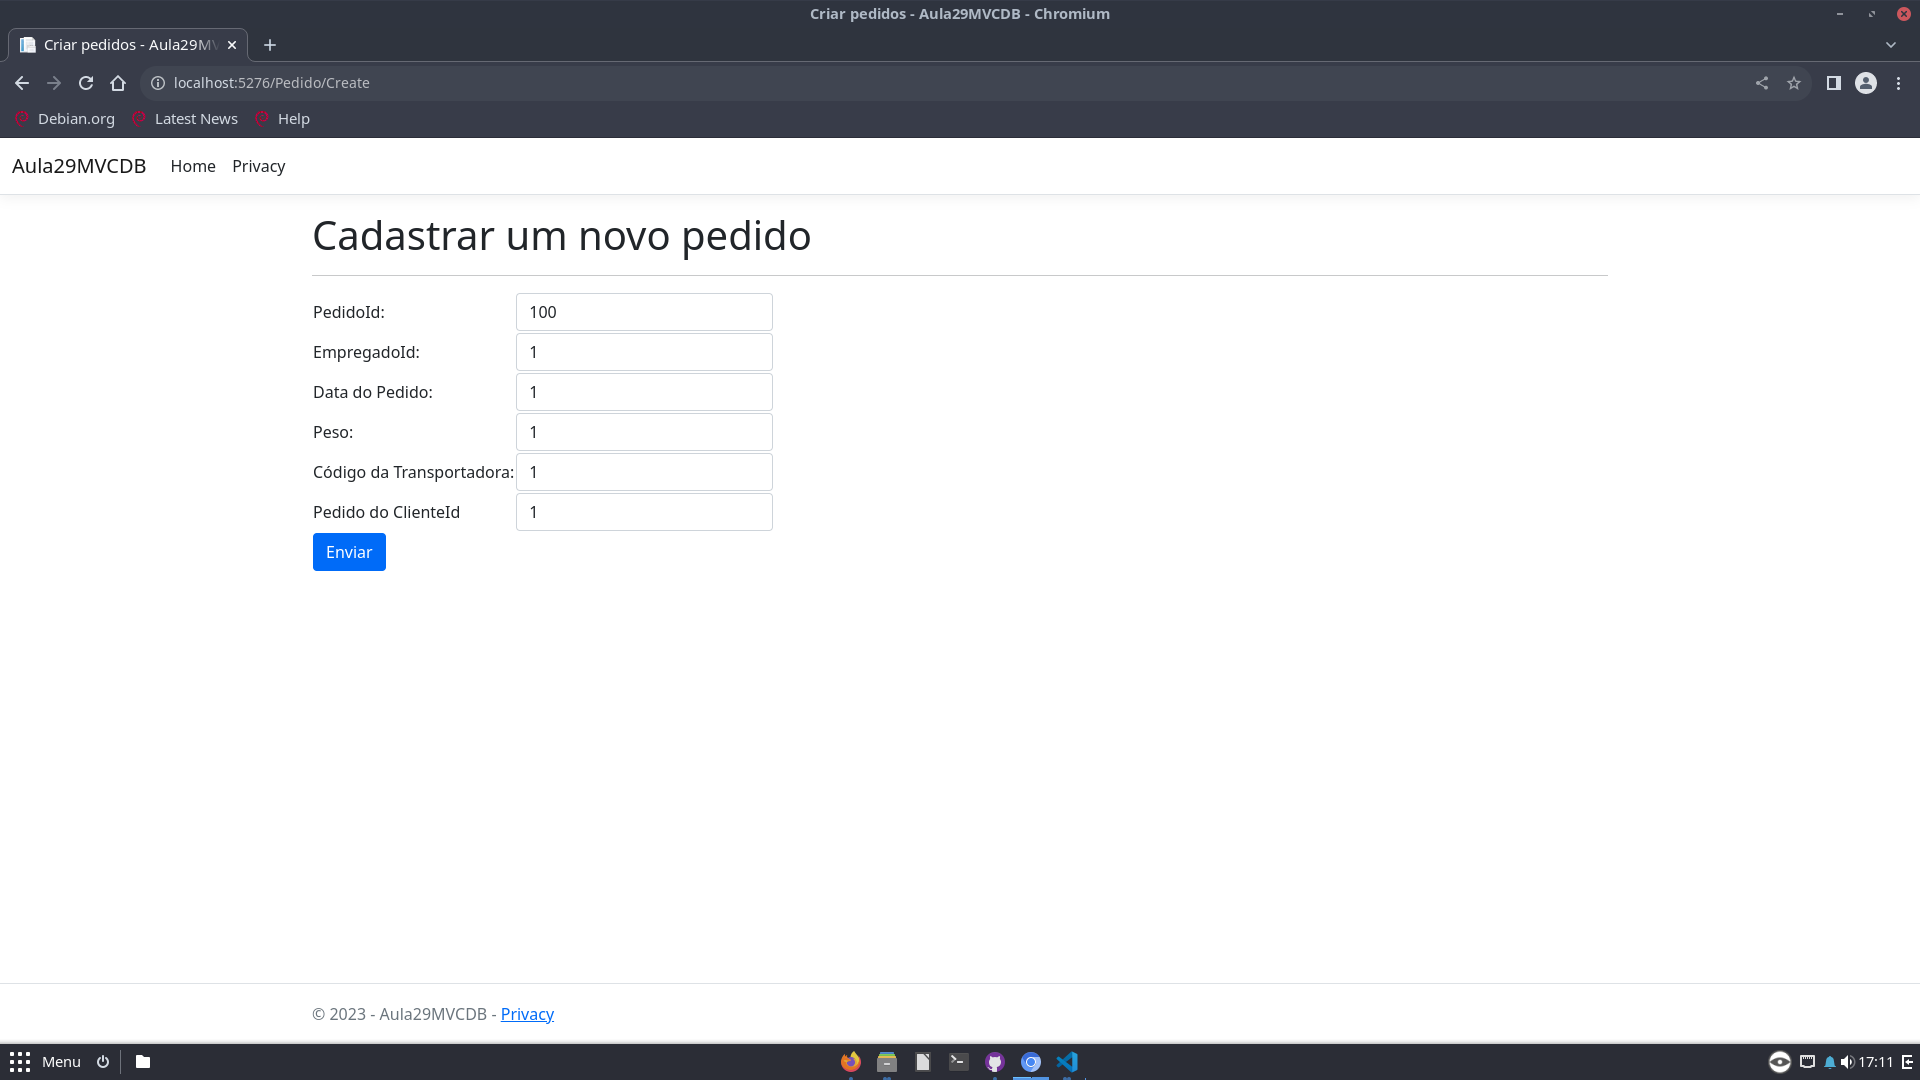 Criar pedidos - Aula29MVCDB - Chromium
Criar pedidos - Aula29MV
localhost:5276/Pedido/Create
Debian.org Latest News Help
Aula29MVCDB Home Privacy
Cadastrar um novo pedido
PedidoId: 100
EmpregadoId: 1
Data do Pedido: 1
Peso: 1
Código da Transportadora: 1
Pedido do ClienteId 1
Enviar
© 2023 - Aula29MVCDB - Privacy
Menu 17:11